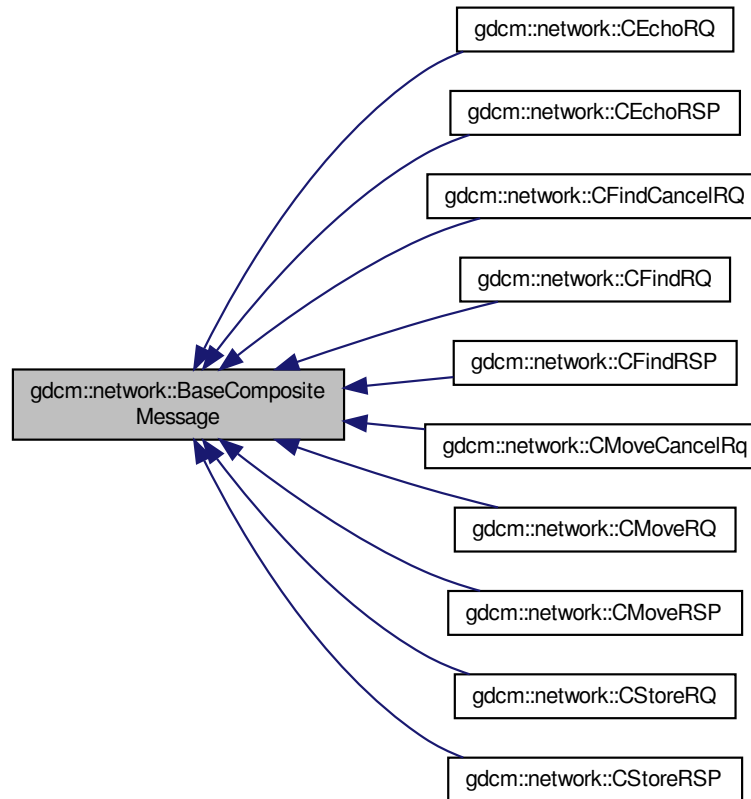 gdcm::network::CEchoRQ
gdcm::network::CEchoRSP
gdcm::network::CFindCancelRQ
gdcm::network::CFindRQ
gdcm::network::BaseComposite
Message
gdcm::network::CFindRSP
gdcm::network::CMoveCancelRq
gdcm::network::CMoveRQ
gdcm::network::CMoveRSP
gdcm::network::CStoreRQ
gdcm::network::CStoreRSP